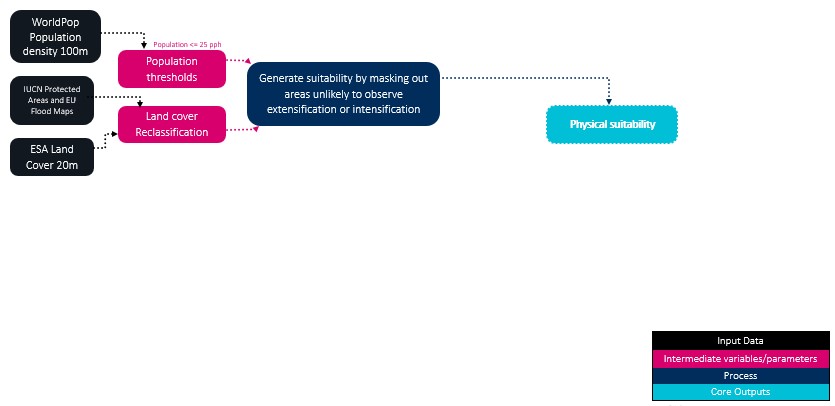 WorldPop
Population
density 100m
Population <= 25 pph
Population
thresholds
IUCN Protected
Areas and EU
Flood Maps
Land cover
Reclassification
ESA Land
Cover 20m
Generate suitability by masking out
areas unlikely to observe
extensification or intensification
Physical suitability
Input Data
Intermediate variables/parameters
Process
Core Outputs